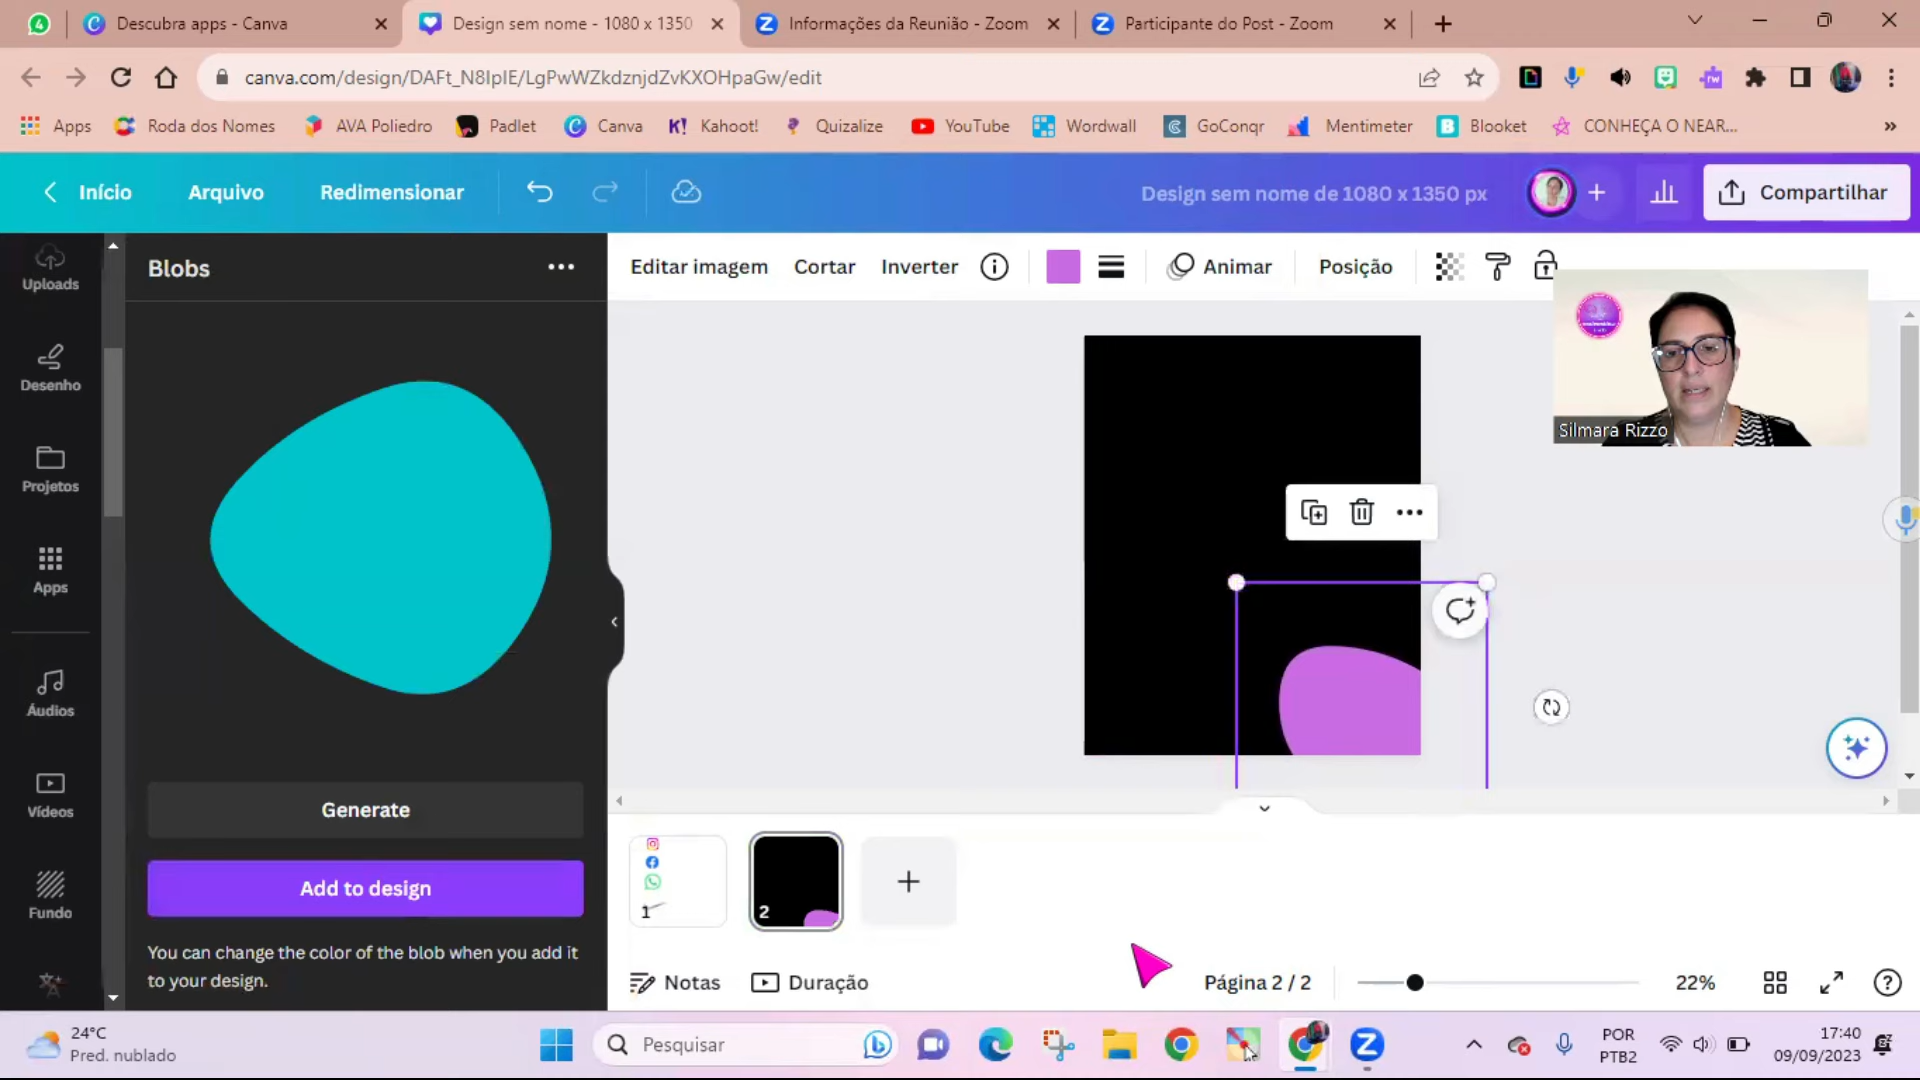 4
Descubra apps - Canva
Design sem nome - 1080 x 1350
Informações da Reunião - Zoom
Participante do Post - Zoom
canva.com/design/DAFt_N8IpIE/LgPwWZkdznjdZvKXOHpaGw/edit
Apps
Roda dos Nomes
AVA Poliedro
Padlet
Canva
K! Kahoot!
Quizalize
YouTube
Wordwall
GoConqr
Mentimeter
Blooket
CONHEÇA O NEAR...
»
Início
Arquivo
Redimensionar
Design sem nome de 1080 x 1350 px
Compartilhar
Uploads
Desenho
Projetos
Apps
Áudios
Vídeos
Fundo
Blobs
Generate
Add to design
You can change the color of the blob when you add it
to your design.
Editar imagem
Cortar
Inverter
Animar
Posição
Silmara Rizzo
1
2
Notas
Duração
Página 2 / 2
22%
24°C
Pred. nublado
Pesquisar
POR
PTB2
17:40
09/09/2023